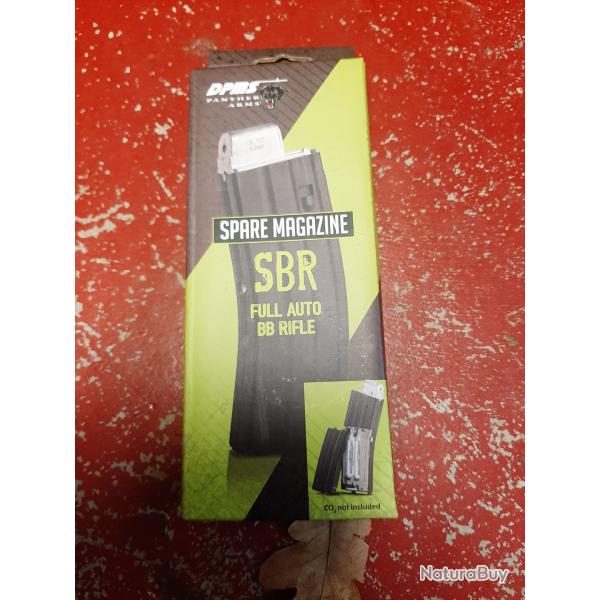 DPMS
PANTHER
ARMS
SPARE MAGAZINE
SBR
FULL AUTO
BB RIFLE
CO₂ not included
NaturaBuy